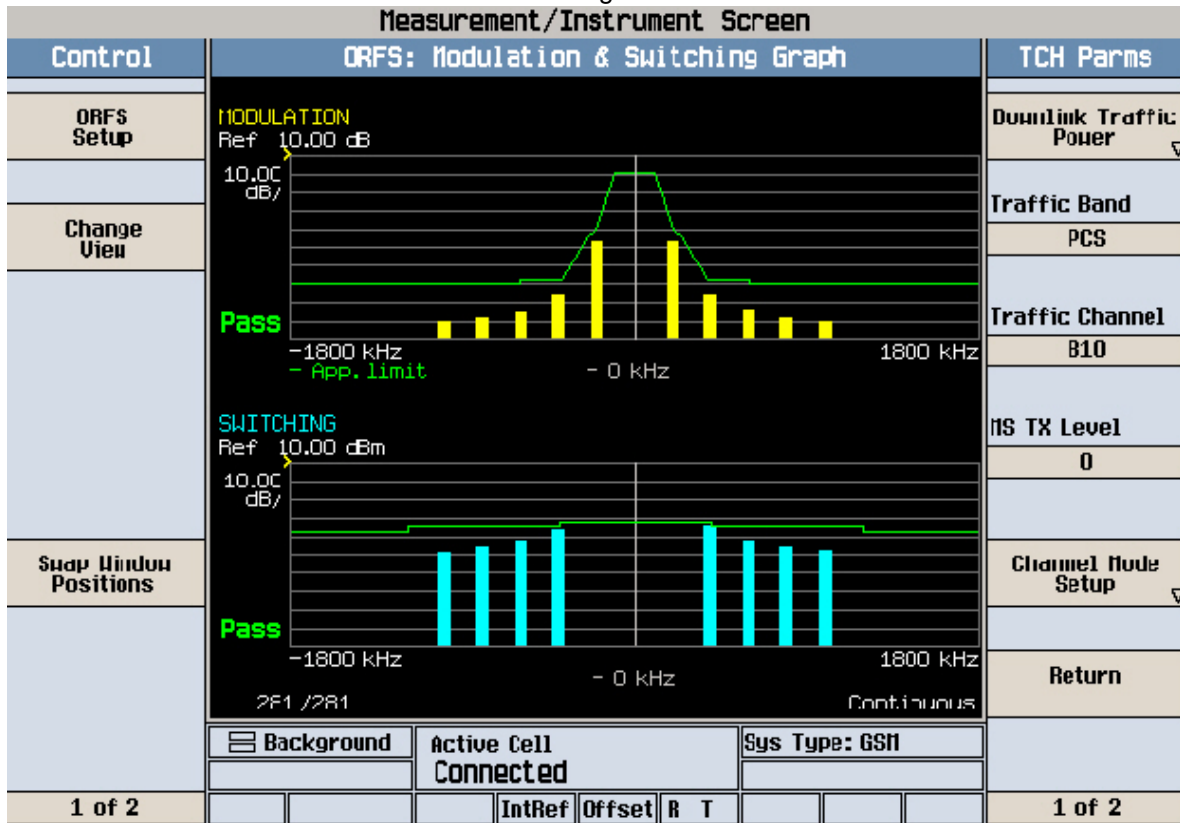 Measurement/Instrument Screen
Control
ORFS: Modulation & Switching Graph
TCH Parms
ORFS
Setup
Change
View
Swap Window
Positions
1 of 2
MODULATION
Ref 10.00 dB
10.00
dB/
Pass
-1800 kHz
1800 kHz
- App.limit
- 0 kHz
SWITCHING
Ref 10.00 dBm
10.00
dB/
Pass
-1800 kHz
1800 kHz
- 0 kHz
281 /281
Continuous
Background
Active Cell
Connected
Sys Type: GSM
IntRef
Offset
R T
Downlink Traffic
Power
Traffic Band
PCS
Traffic Channel
810
MS TX Level
0
Channel Mode
Setup
Return
1 of 2